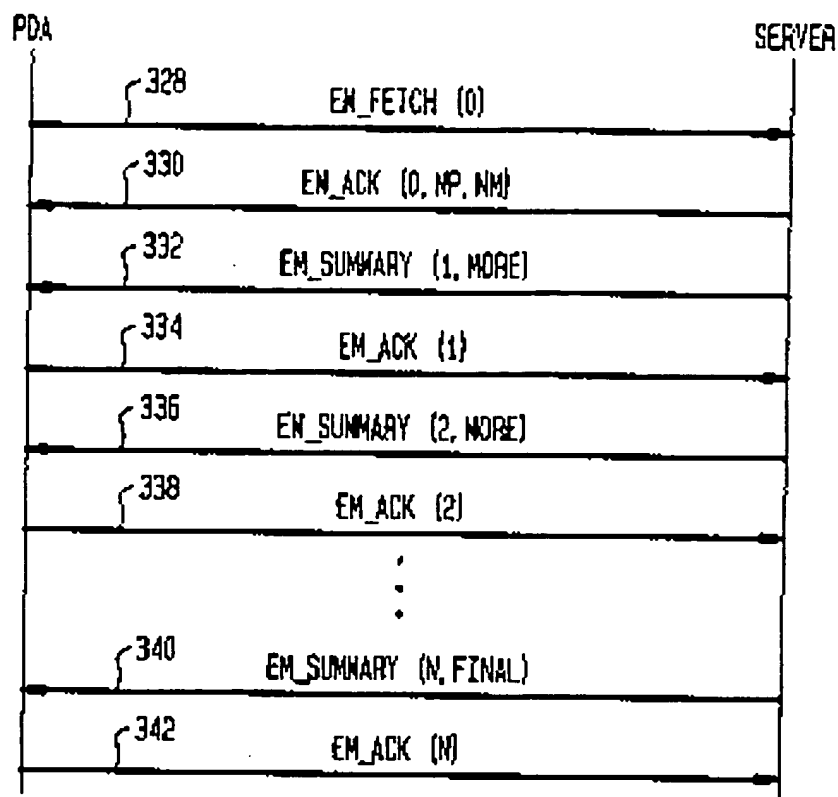 PDA
SERVER
328
EM_FETCH (0)
330
EM_ACK (0, NP, NM)
332
EM_SUMMARY (1, MORE)
334
EM_ACK (1)
336
EM_SUMMARY (2, MORE)
338
EM_ACK (2)
340
EM_SUMMARY (N, FINAL)
342
EM_ACK (N)